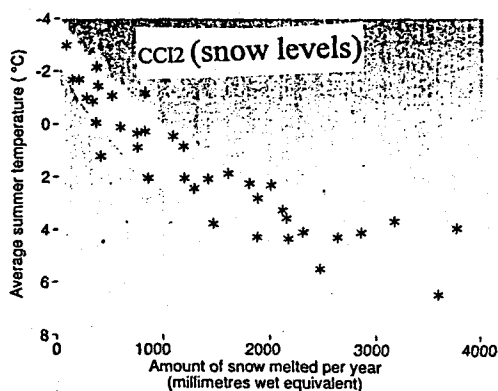 -4
CCI2 (snow levels)
-2
0
2
4
6
8
Average summer temperature (°C)
0 1000 2000 3000 4000
Amount of snow melted per year
(millimetres wet equivalent)